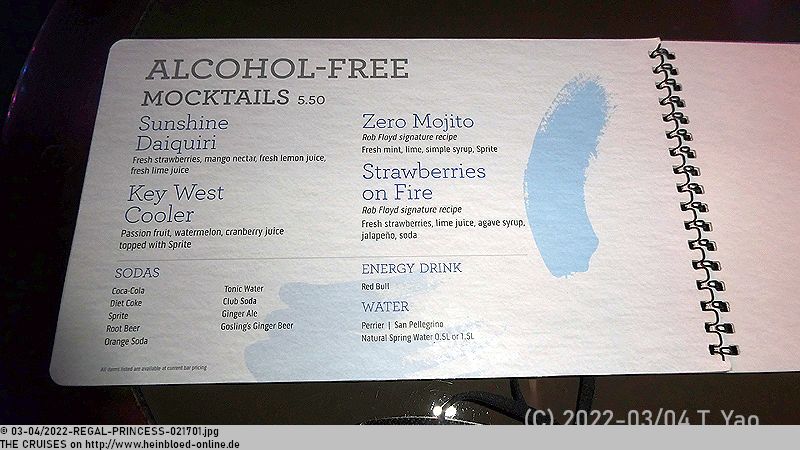 ALCOHOL-FREE
MOCKTAILS 5.50
Sunshine
Daiquiri
Fresh strawberries, mango nectar, fresh lemon juice,
fresh lime juice
Key West
Cooler
Passion fruit, watermelon, cranberry juice
topped with Sprite
Zero Mojito
Rob Floyd signature recipe
Fresh mint, lime, simple syrup, Sprite
Strawberries
on Fire
Rob Floyd signature recipe
Fresh strawberries, lime juice, agave syrup,
jalapeño, soda
SODAS
Coca-Cola
Diet Coke
Sprite
Root Beer
Orange Soda
Tonic Water
Club Soda
Ginger Ale
Gosling's Ginger Beer
ENERGY DRINK
Red Bull
WATER
Perrier | San Pellegrino
Natural Spring Water 0.5L or 1.5L
All items listed are available at current bar pricing
(C) 2022-03/04 T. Yao
© 03-04/2022-REGAL-PRINCESS-021701.jpg
THE CRUISES on http://www.heinbloed-online.de